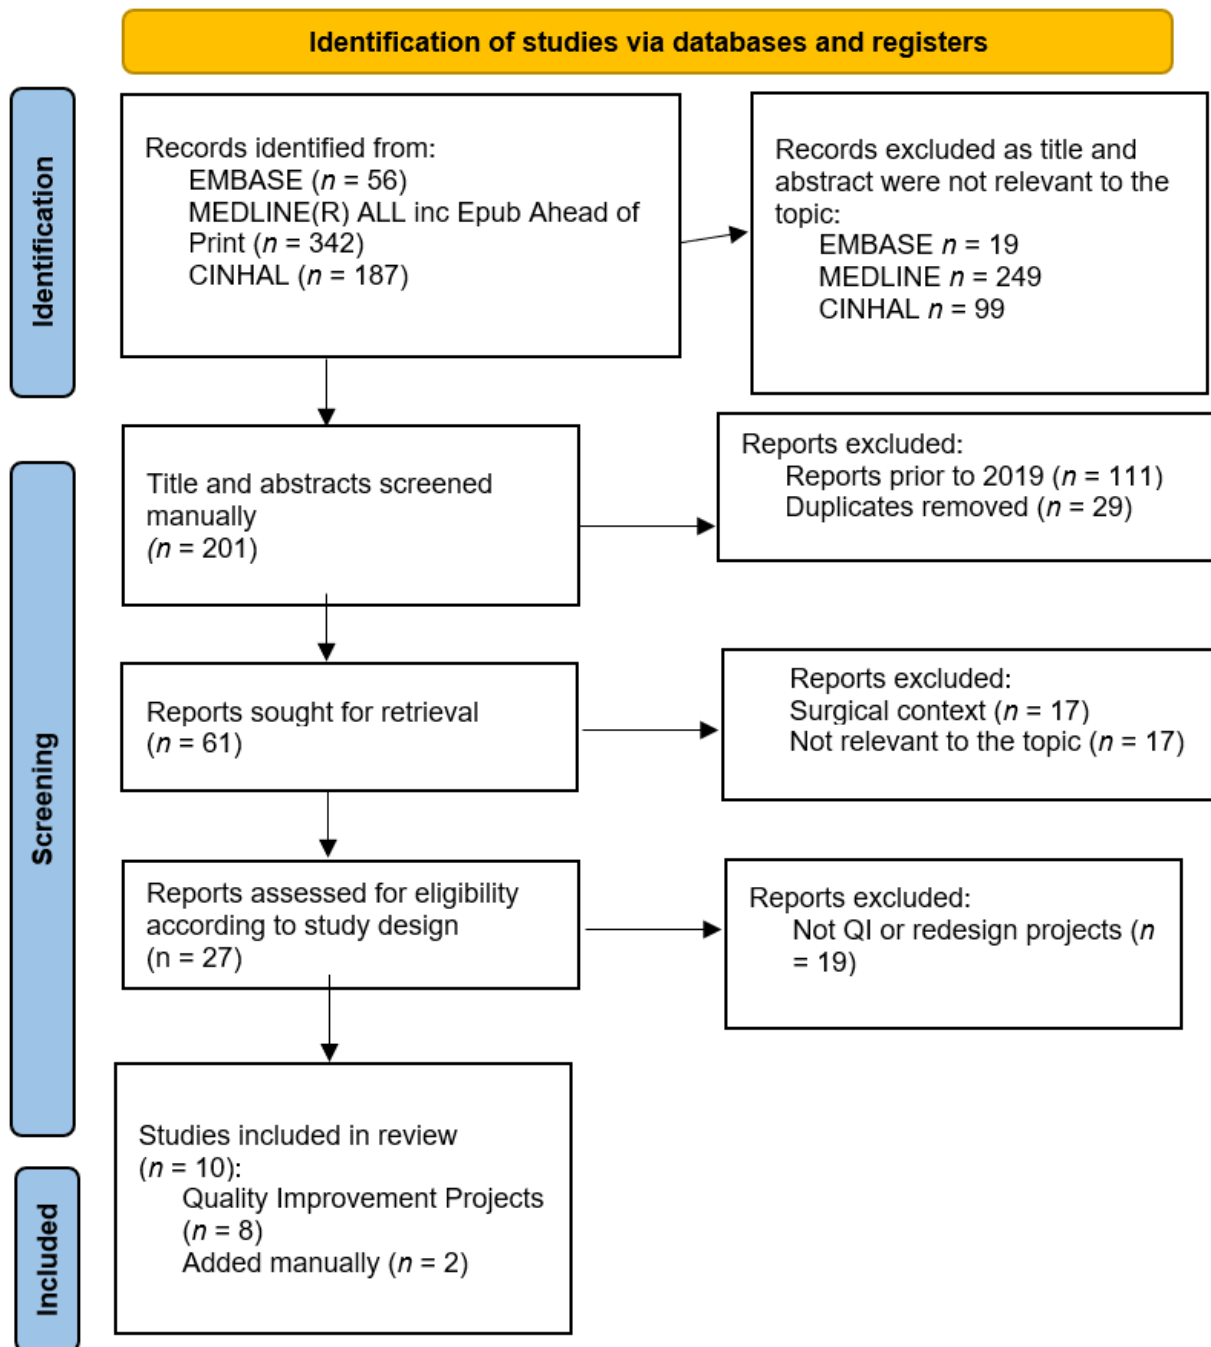 Identification of studies via databases and registers
Identification
Records identified from:
EMBASE (n = 56)
MEDLINE(R) ALL inc Epub Ahead of
Print (n = 342)
CINHAL (n = 187)
Records excluded as title and
abstract were not relevant to the
topic:
EMBASE n = 19
MEDLINE n = 249
CINHAL n = 99
Screening
Title and abstracts screened
manually
(n = 201)
Reports excluded:
Reports prior to 2019 (n = 111)
Duplicates removed (n = 29)
Reports sought for retrieval
(n = 61)
Reports excluded:
Surgical context (n = 17)
Not relevant to the topic (n = 17)
Reports assessed for eligibility
according to study design
(n = 27)
Reports excluded:
Not QI or redesign projects (n
= 19)
Included
Studies included in review
(n = 10):
Quality Improvement Projects
(n = 8)
Added manually (n = 2)